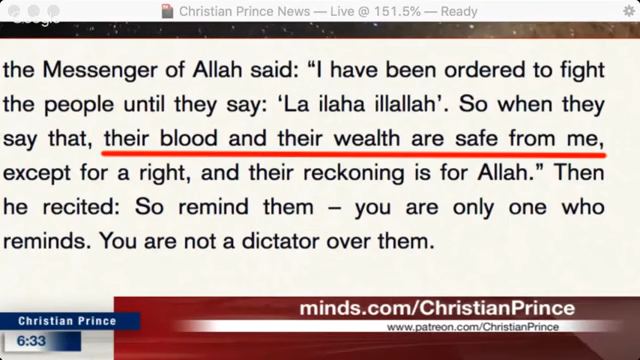 Christian Prince News — Live @ 151.5% — Ready
the Messenger of Allah said: “I have been ordered to fight
the people until they say: ‘La ilaha illallah’. So when they
say that, their blood and their wealth are safe from me,
except for a right, and their reckoning is for Allah.” Then
he recited: So remind them – you are only one who
reminds. You are not a dictator over them.
minds.com/ChristianPrince
Christian Prince
www.patreon.com/ChristianPrince
6:33